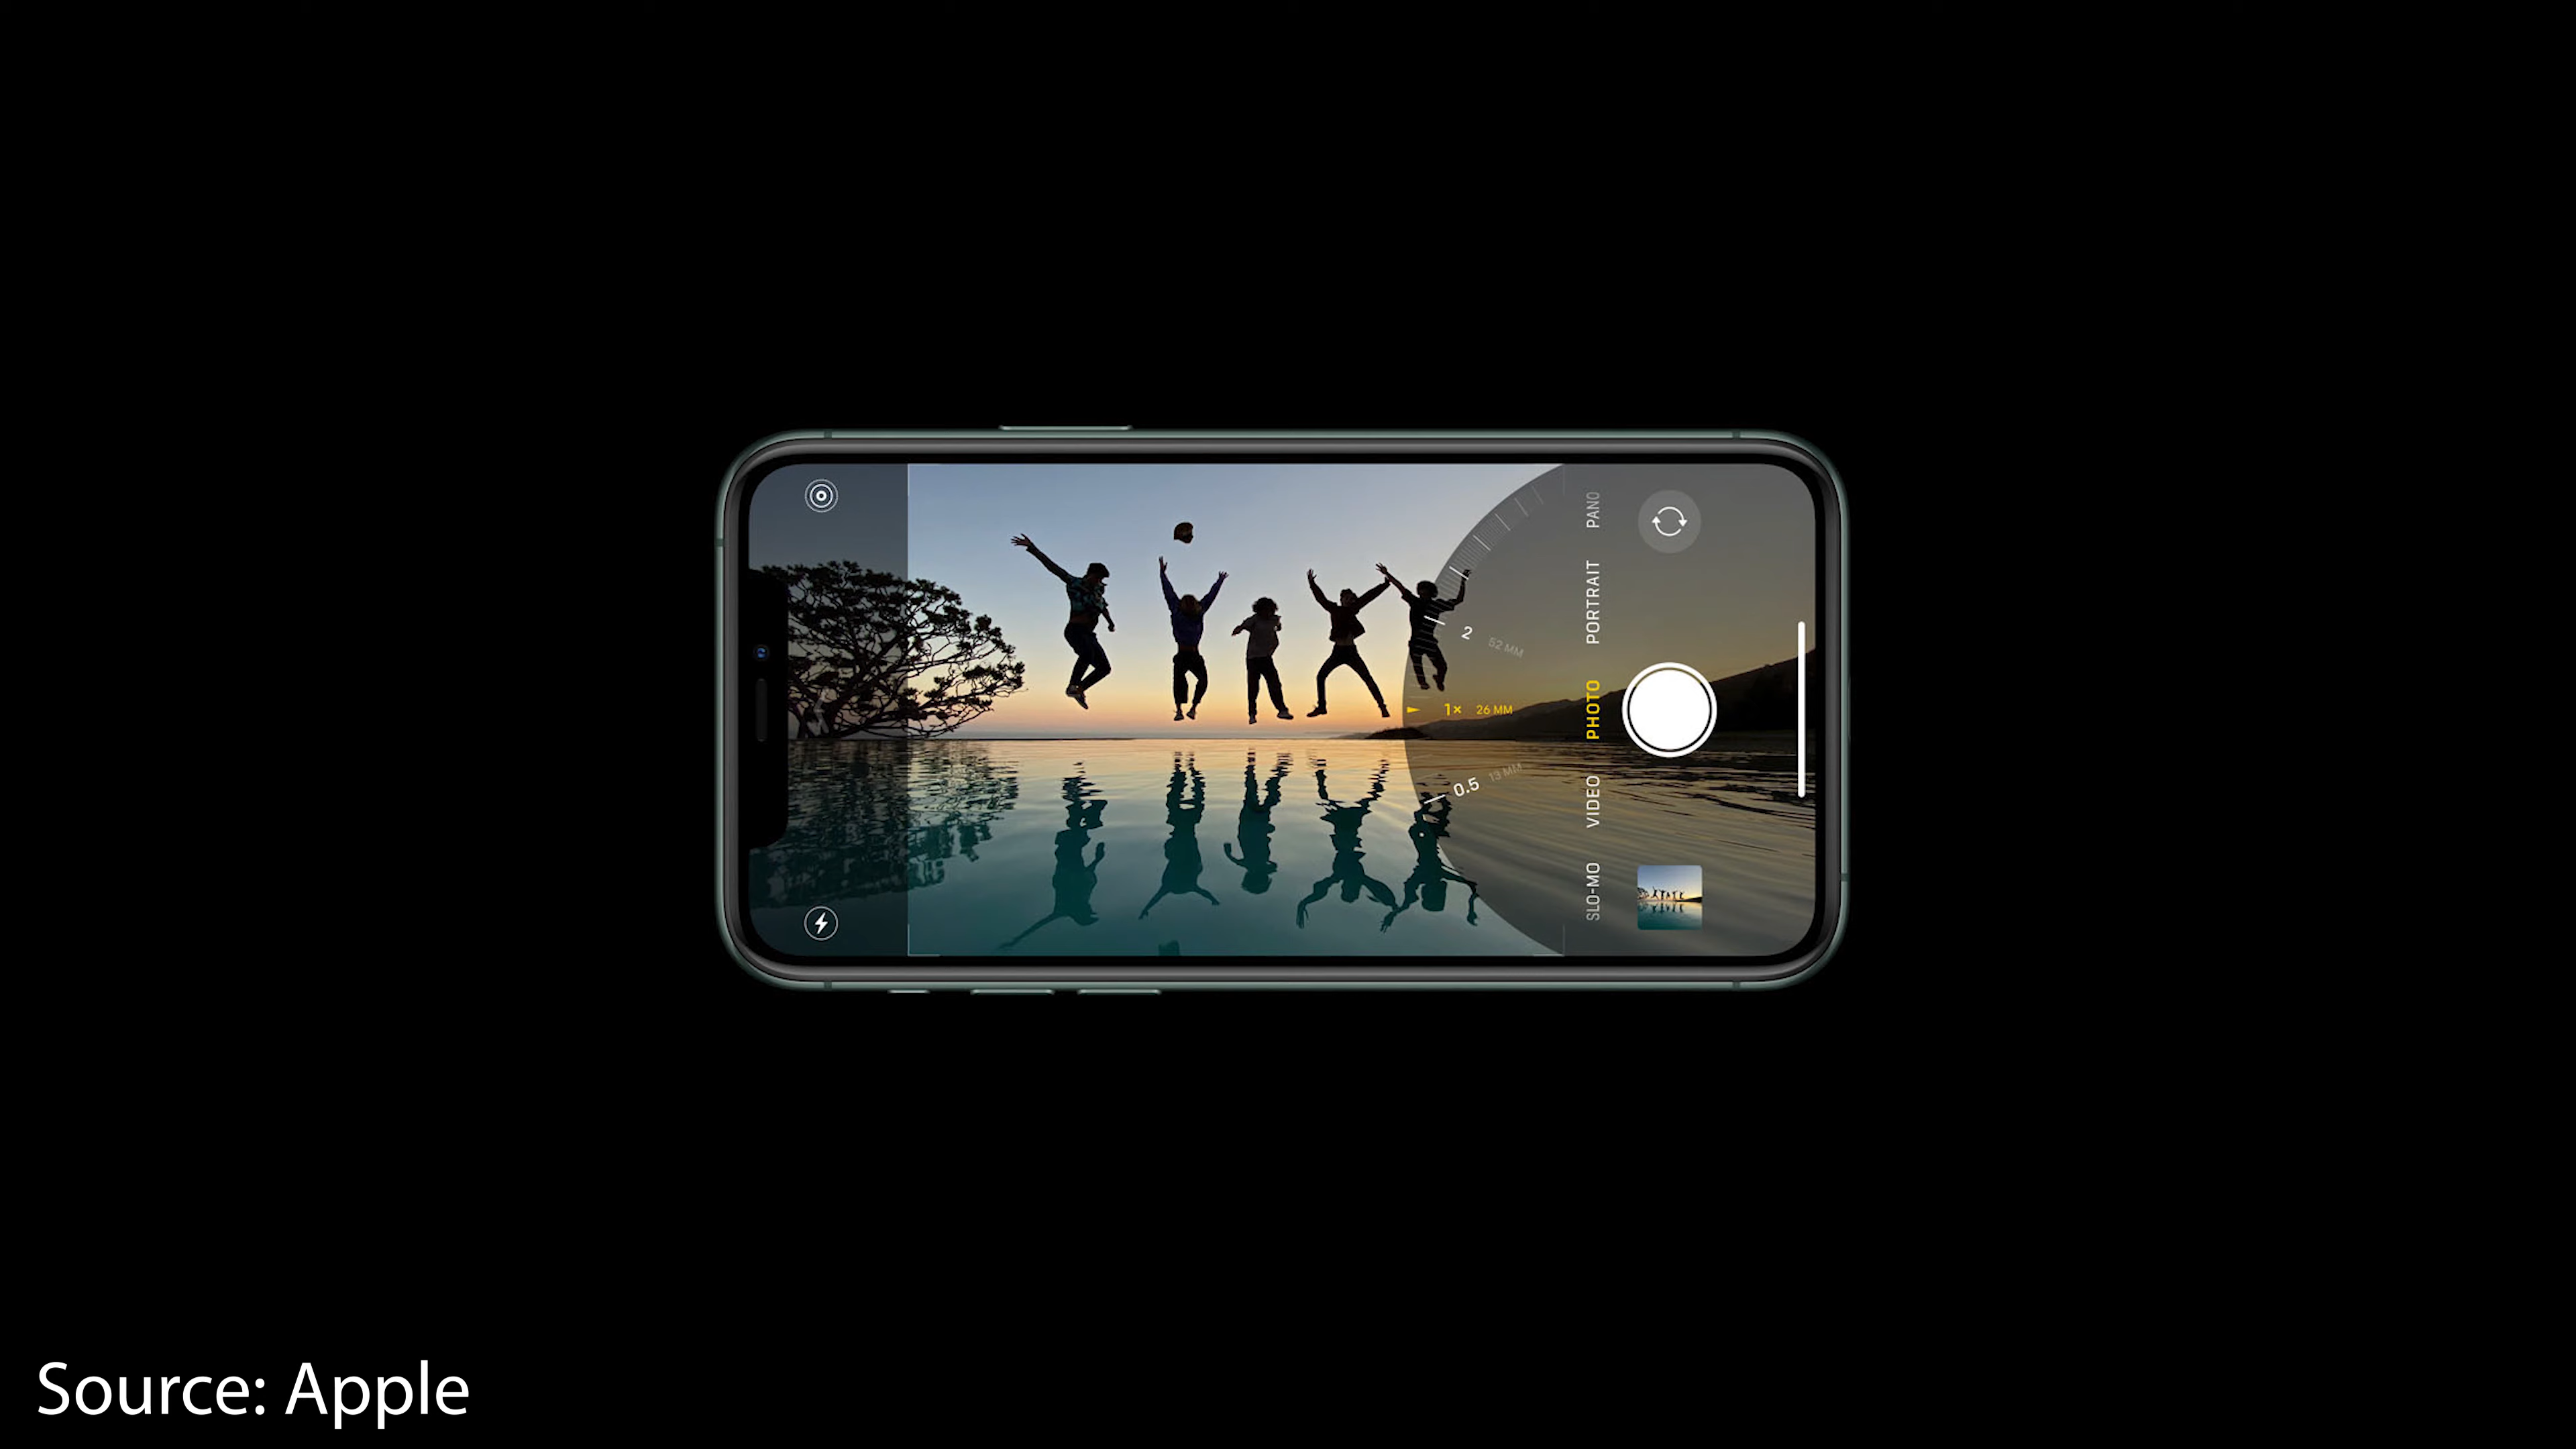 PANO
PORTRAIT
PHOTO
VIDEO
SLO-MO
2 52 MM
1× 26 MM
0.5 13 MM
Source: Apple